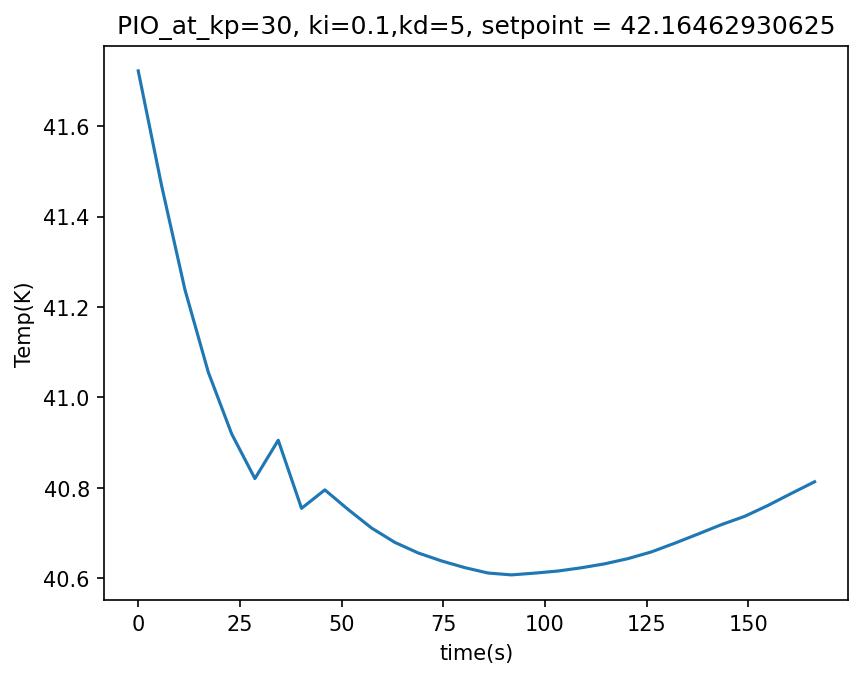 PIO_at_kp=30, ki=0.1,kd=5, setpoint = 42.16462930625
Temp(K)
41.6
41.4
41.2
41.0
40.8
40.6
0 25 50 75 100 125 150
time(s)